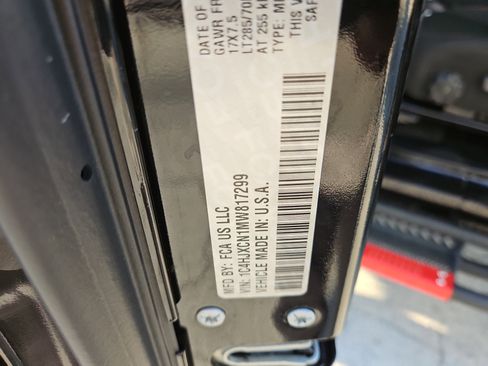 DATE OF
GAWR FR
17X7.5
LT285/70
AT 255 k
TYPE:
THIS V
SAF
MFD BY: FCA US LLC
VIN: 1C4HJXCN1MW817299
VEHICLE MADE IN: U.S.A.